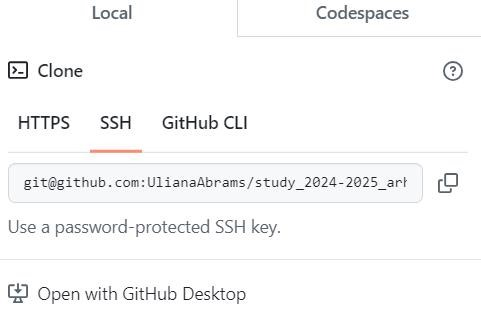 Local Codespaces
Clone
HTTPS SSH GitHub CLI
git@github.com:UlianaAbrams/study_2024-2025_arh
Use a password-protected SSH key.
Open with GitHub Desktop